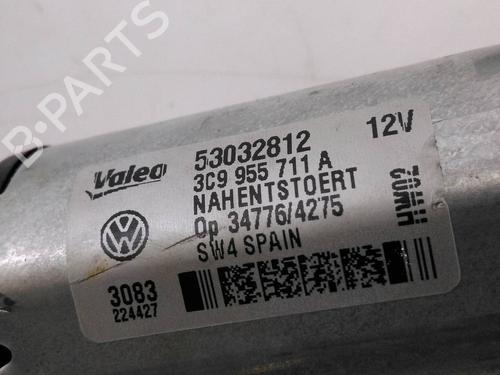 Valeo 53032812 12V
3C9 955 711 A
NAHENTSTOERT
Op 34776/4275
SW4 SPAIN
3083
224427
B-PARTS